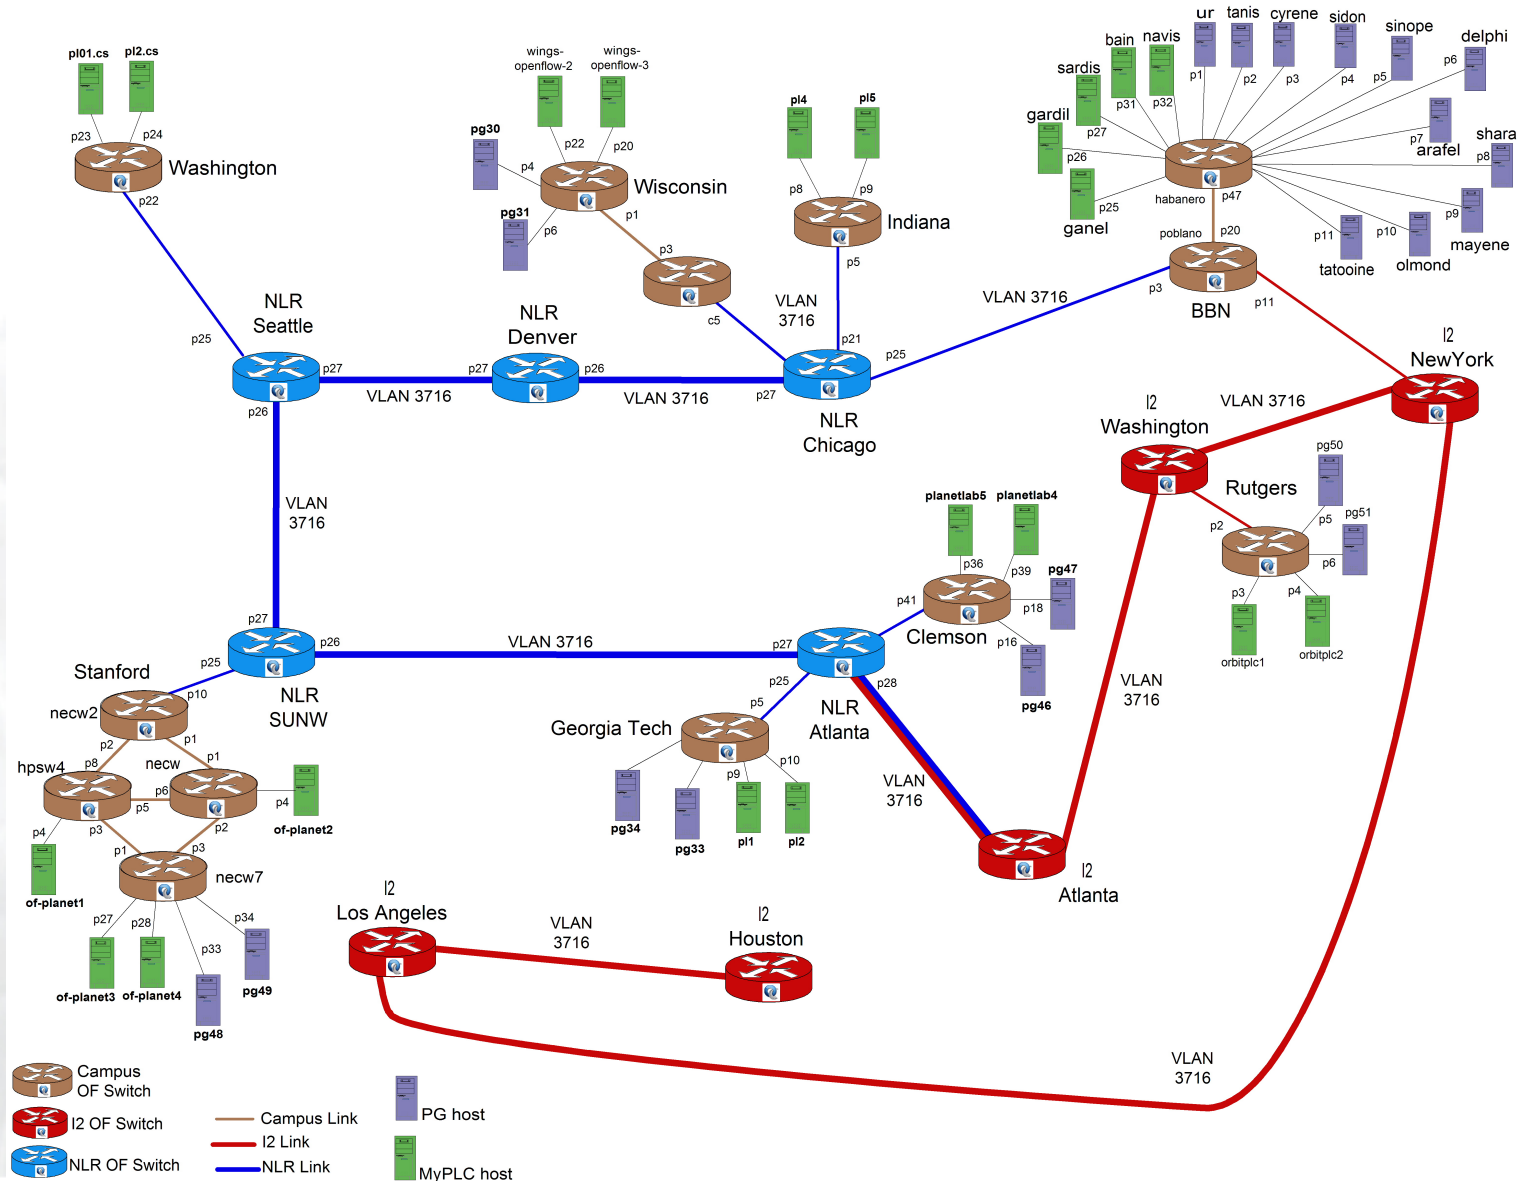 pl01.cs
pl2.cs
p23
p24
Washington
p22
wings-
openflow-2
wings-
openflow-3
pg30
p22
p20
p4
Wisconsin
pg31
p6
p1
p3
c5
pl4
pl5
p8
p9
Indiana
p5
VLAN
3716
p21
ur
tanis
cyrene
sidon
sinope
delphi
bain
navis
sardis
gardil
p1
p2
p3
p4
p5
p6
p31
p32
p27
p26
p25
ganel
p7
arafel
shara
p8
p9
mayene
p10
olmond
p11
tatooine
habanero
p47
poblano
p20
p3
p11
BBN
VLAN 3716
NLR
Seattle
p25
p27
p26
VLAN 3716
NLR
Denver
p27
p26
VLAN 3716
p27
p25
NLR
Chicago
I2
NewYork
VLAN 3716
I2
Washington
Rutgers
p2
pg50
p5
pg51
p6
p3
p4
orbitplc1
orbitplc2
VLAN
3716
p27
p26
p25
NLR
SUNW
VLAN 3716
p27
p25
p28
NLR
Atlanta
planetlab5
planetlab4
p36
p39
pg47
p41
p18
Clemson
p16
pg46
VLAN
3716
Stanford
p10
necw2
p2
p1
hpsw4
p8
necw
p1
p6
p5
p4
of-planet2
p4
p3
p2
p1
p3
necw7
of-planet1
p27
p28
p33
p34
of-planet3
of-planet4
pg49
pg48
Georgia Tech
p5
p9
p10
pg34
pg33
pl1
pl2
VLAN
3716
I2
Atlanta
I2
Los Angeles
VLAN
3716
I2
Houston
VLAN
3716
Campus
OF Switch
I2 OF Switch
NLR OF Switch
Campus Link
I2 Link
NLR Link
PG host
MyPLC host